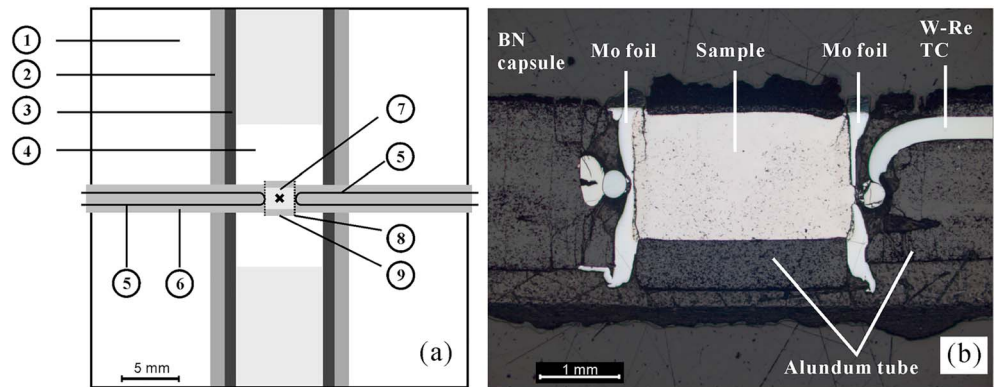 1
2
3
4
5
6
7
5
8
9
5 mm
(a)
BN
capsule
Mo foil
Sample
Mo foil
W-Re
TC
Alundum tube
1 mm
(b)